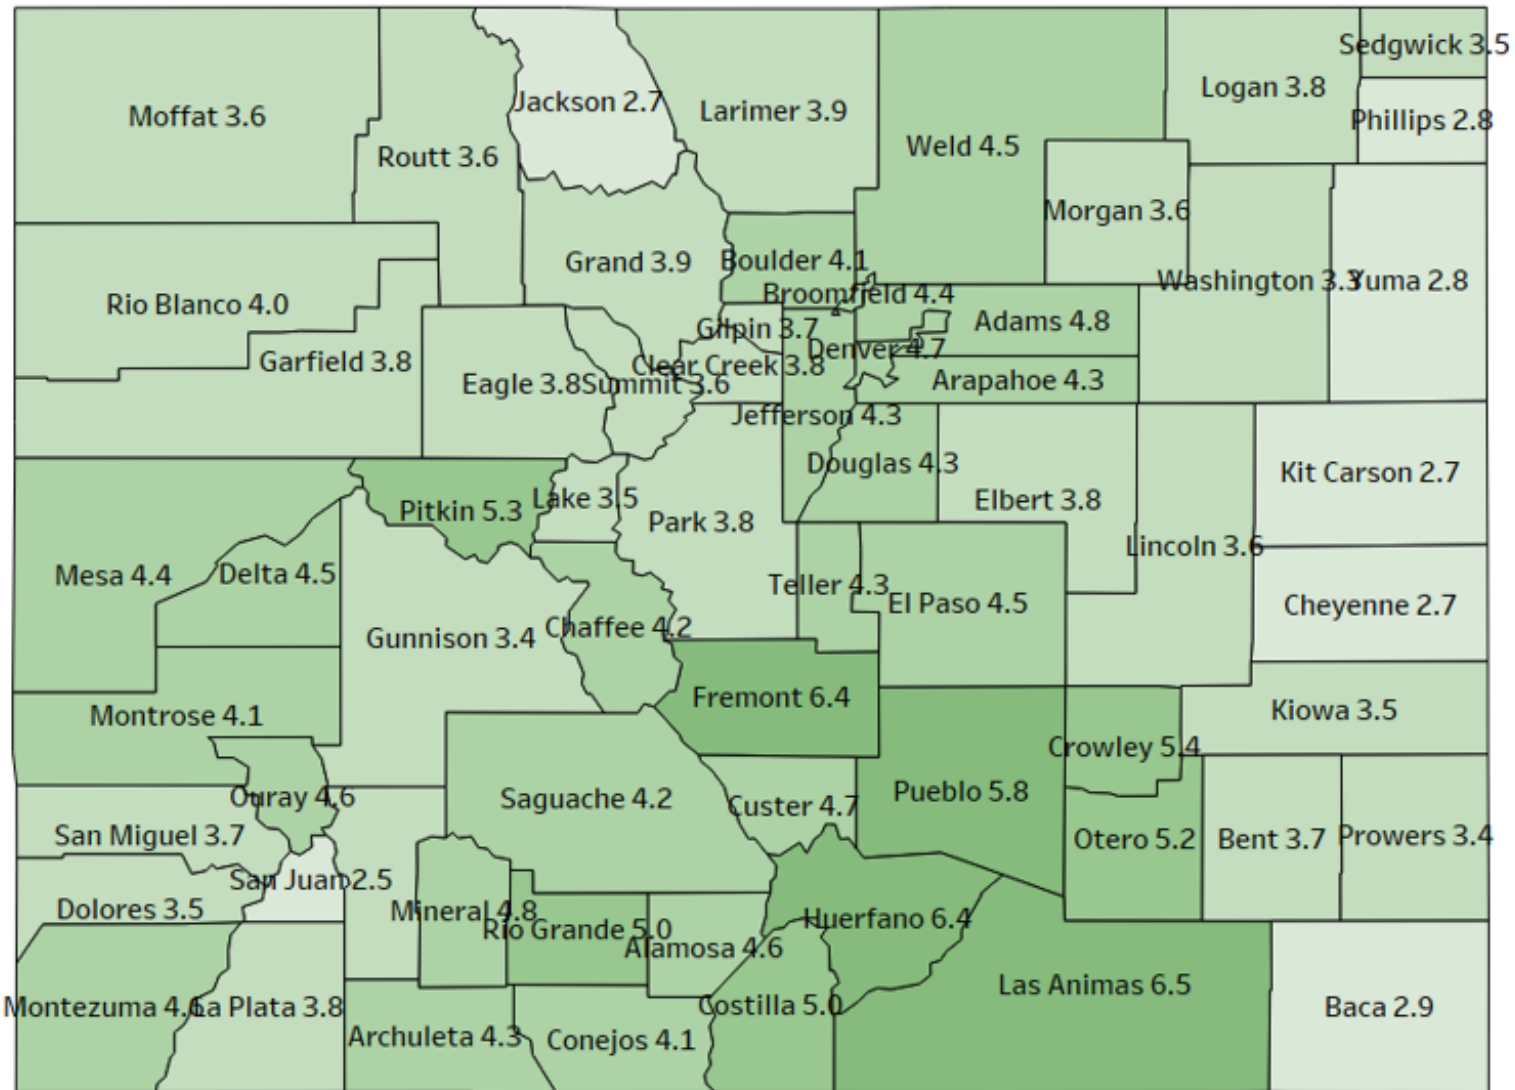 Sedgwick 3.5
Logan 3.8
Jackson 2.7
Larimer 3.9
Moffat 3.6
Phillips 2.8
Weld 4.5
Routt 3.6
Morgan 3.6
Boulder 4.1
Grand 3.9
Washington 3.3
Yuma 2.8
Broomfield 4.4
Rio Blanco 4.0
Adams 4.8
Gilpin 3.7
Denver 4.7
Garfield 3.8
Clear Creek 3.8
Eagle 3.8
Summit 3.6
Arapahoe 4.3
Jefferson 4.3
Douglas 4.3
Kit Carson 2.7
Lake 3.5
Elbert 3.8
Pitkin 5.3
Park 3.8
Lincoln 3.6
Mesa 4.4
Delta 4.5
Teller 4.3
El Paso 4.5
Cheyenne 2.7
Chaffee 4.2
Gunnison 3.4
Fremont 6.4
Kiowa 3.5
Montrose 4.1
Crowley 5.4
Pueblo 5.8
Ouray 4.6
Saguache 4.2
Custer 4.7
San Miguel 3.7
Otero 5.2
Bent 3.7
Prowers 3.4
San Juan 2.5
Dolores 3.5
Mineral 4.8
Huerfano 6.4
Rio Grande 5.0
Alamosa 4.6
Las Animas 6.5
Montezuma
La Plata 3.8
Costilla 5.0
Baca 2.9
Archuleta 4.3
Conejos 4.1